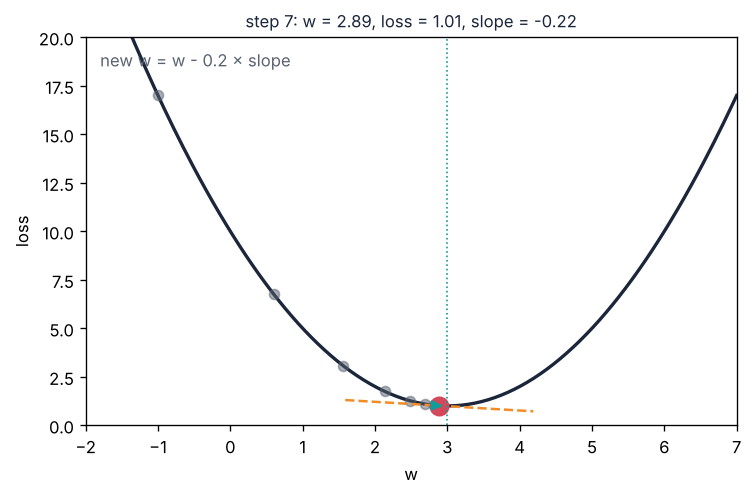 step 7: w = 2.89, loss = 1.01, slope = -0.22
new w = w - 0.2 × slope
20.0
17.5
15.0
12.5
10.0
7.5
5.0
2.5
0.0
loss
−2 −1 0 1 2 3 4 5 6 7
w